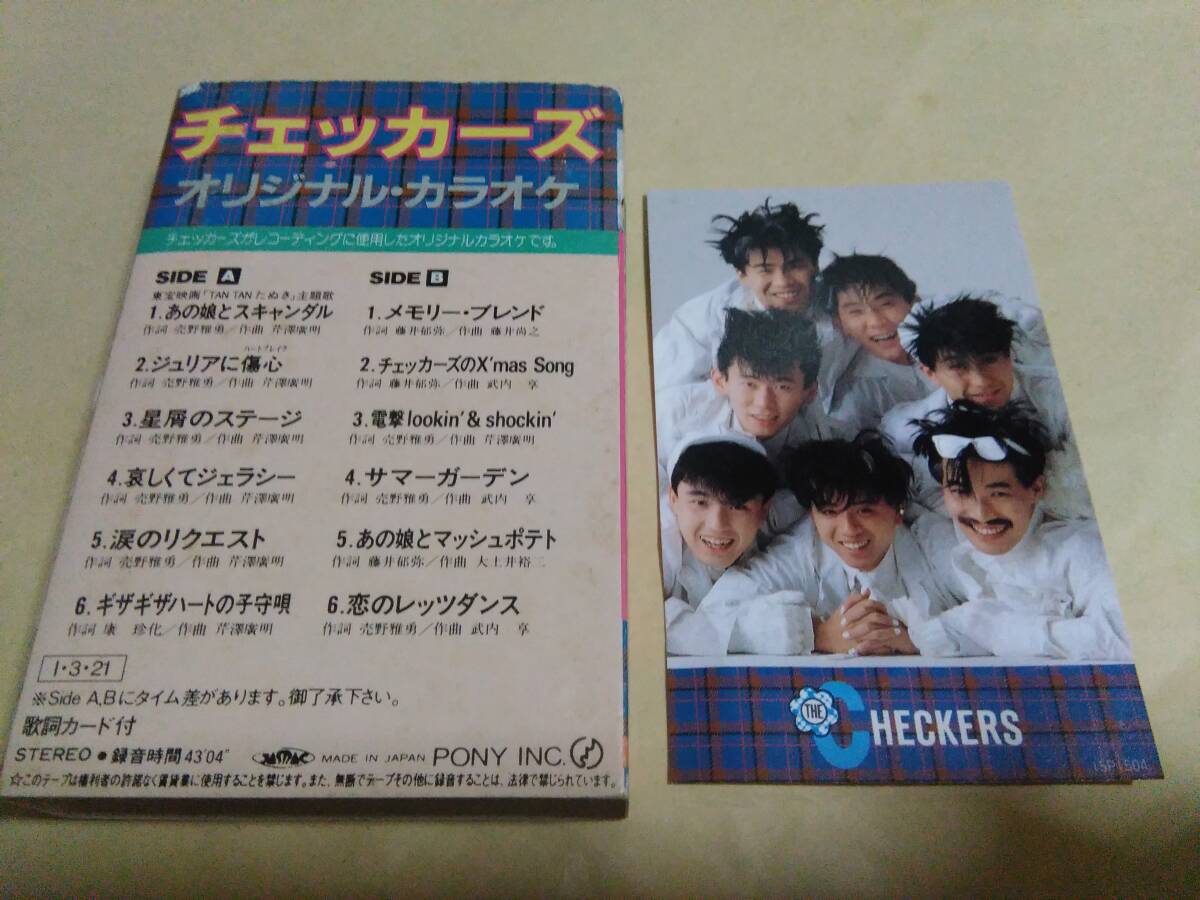 チェッカーズ
オリジナル・カラオケ
チェッカーズがレコーディングに使用したオリジナルカラオケです。
SIDE A
東宝映画「TAN TANたぬき」主題歌
1.あの娘とスキャンダル
作詞 売野雅勇/作曲 芹澤廣明
ハートブレイク
2.ジュリアに傷心
作詞 売野雅勇/作曲 芹澤廣明
3.星屑のステージ
作詞 売野雅勇/作曲 芹澤廣明
4.哀しくてジェラシー
作詞 売野雅勇/作曲 芹澤廣明
5.涙のリクエスト
作詞 売野雅勇/作曲 芹澤廣明
6.ギザギザハートの子守唄
作詞 康 珍化/作曲 芹澤廣明
SIDE B
1.メモリー・ブレンド
作詞 藤井郁弥/作曲 藤井尚之
2.チェッカーズのX'mas Song
作詞 藤井郁弥/作曲 武内 享
3.電撃lookin'& shockin'
作詞 売野雅勇/作曲 芹澤廣明
4.サマーガーデン
作詞 売野雅勇/作曲 武内 享
5.あの娘とマッシュポテト
作詞 藤井郁弥/作曲 大土井裕二
6.恋のレッツダンス
作詞 売野雅勇/作曲 武内 享
1・3・21
※Side A,Bにタイム差があります。御了承下さい。
歌詞カード付
STEREO ● 録音時間43'04" JASRAC MADE IN JAPAN PONY INC.
☆このテープは権利者の許諾なく賃貸業に使用することを禁じます。また、無断でテープその他に録音することは、法律で禁じられています。
THE CHECKERS